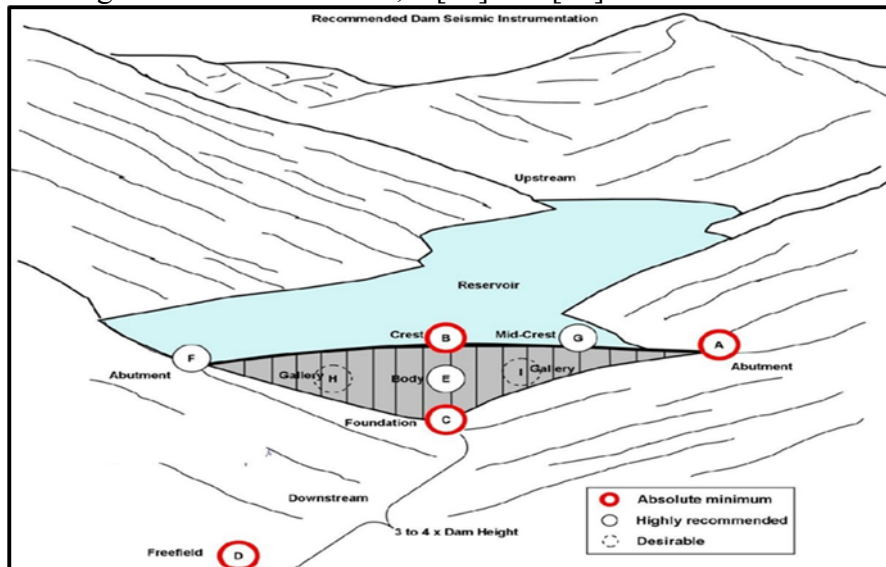 Recommended Dam Seismic Instrumentation
Upstream
Reservoir
Crest B Mid-Crest G
A
F
Abutment Gallery H Body E I Gallery Abutment
Foundation C
Downstream
3 to 4 x Dam Height
Freefield D
Absolute minimum
Highly recommended
Desirable